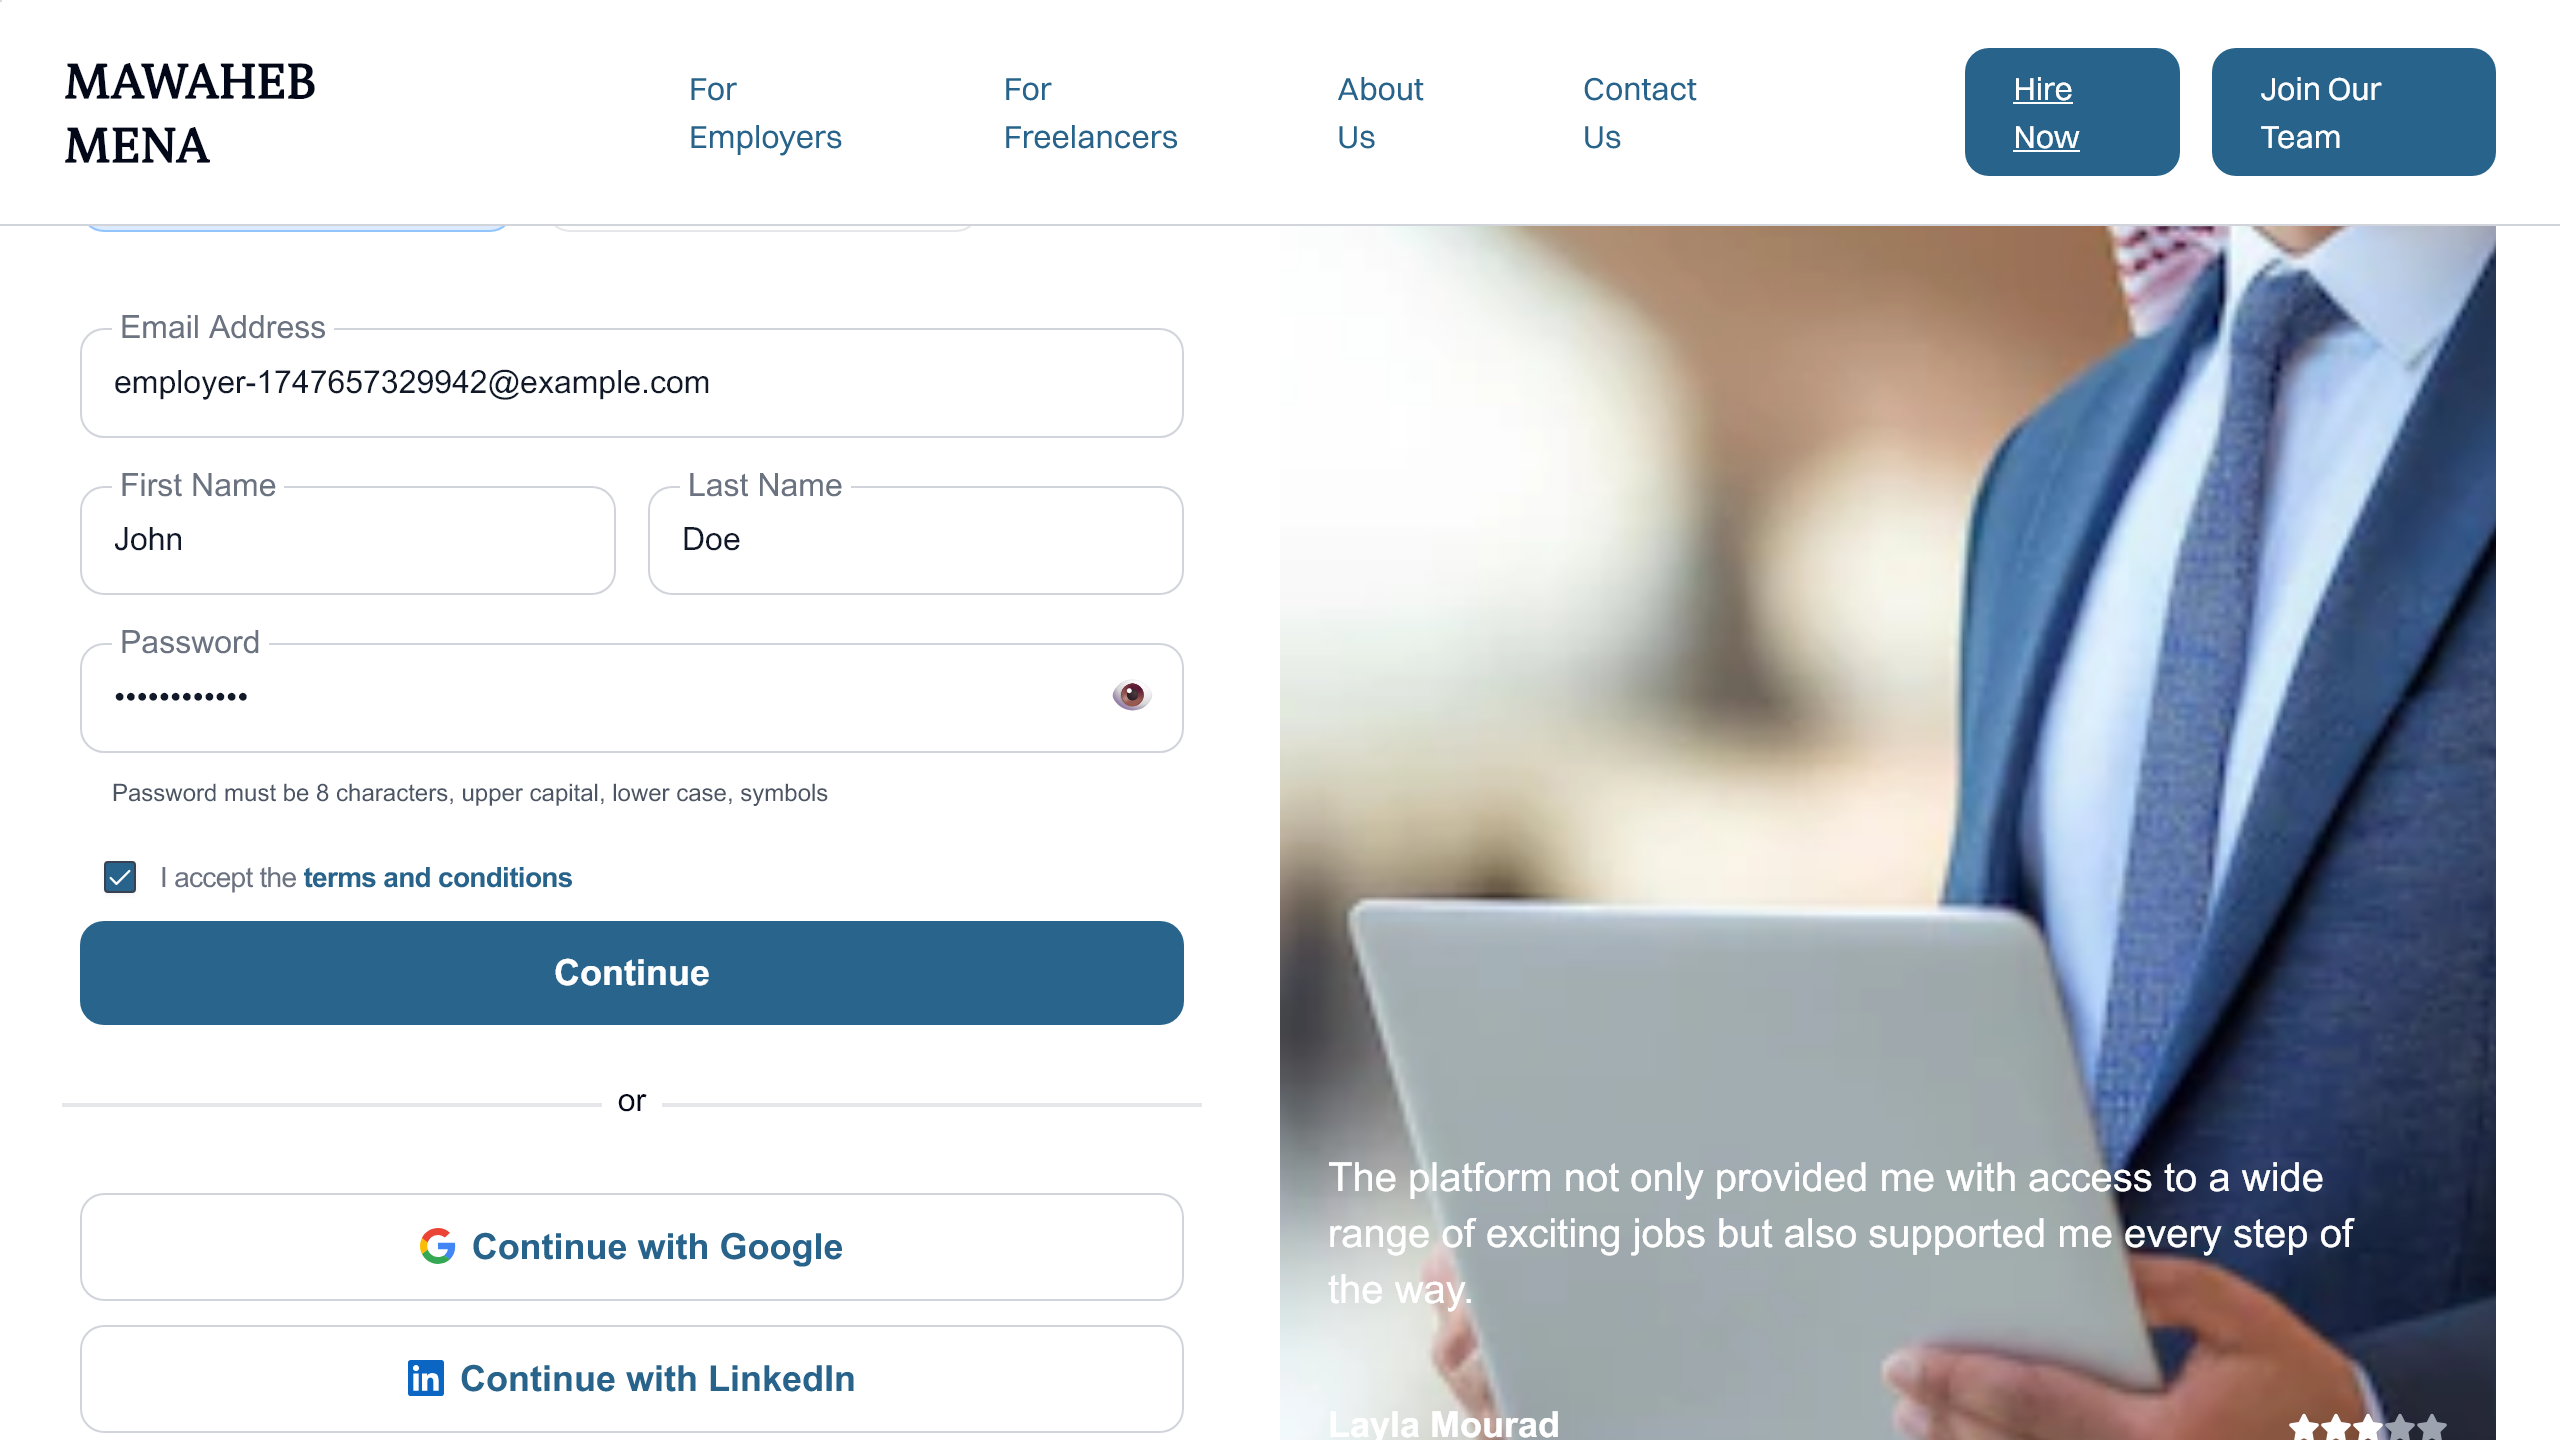 MAWAHEB
MENA
For
Employers
For
Freelancers
About
Us
Contact
Us
Hire
Now
Join Our
Team
Email Address
employer-1747657329942@example.com
First Name
John
Last Name
Doe
Password
••••••••••••
Password must be 8 characters, upper capital, lower case, symbols
I accept the terms and conditions
Continue
or
Continue with Google
Continue with LinkedIn
The platform not only provided me with access to a wide
range of exciting jobs but also supported me every step of
the way.
Layla Mourad